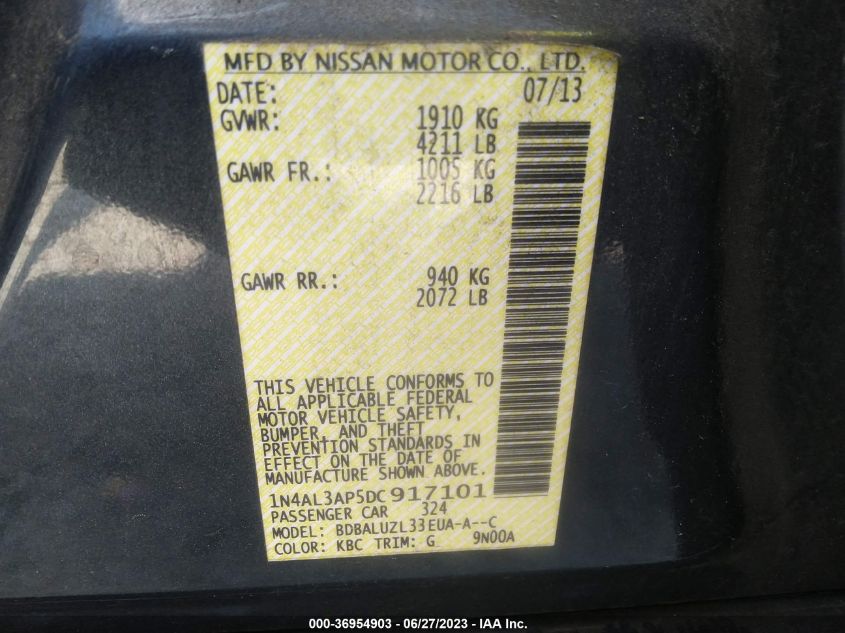 MFD BY NISSAN MOTOR CO., LTD.
DATE: 07/13
GVWR: 1910 KG
4211 LB
GAWR FR.: 1005 KG
2216 LB
GAWR RR.: 940 KG
2072 LB
THIS VEHICLE CONFORMS TO
ALL APPLICABLE FEDERAL
MOTOR VEHICLE SAFETY,
BUMPER, AND THEFT
PREVENTION STANDARDS IN
EFFECT ON THE DATE OF
MANUFACTURE SHOWN ABOVE.
1N4AL3AP5DC917101
PASSENGER CAR 324
MODEL: BDBALUZL33EUA-A--C
COLOR: KBC TRIM: G 9N00A
000-36954903 - 06/27/2023 - IAA Inc.